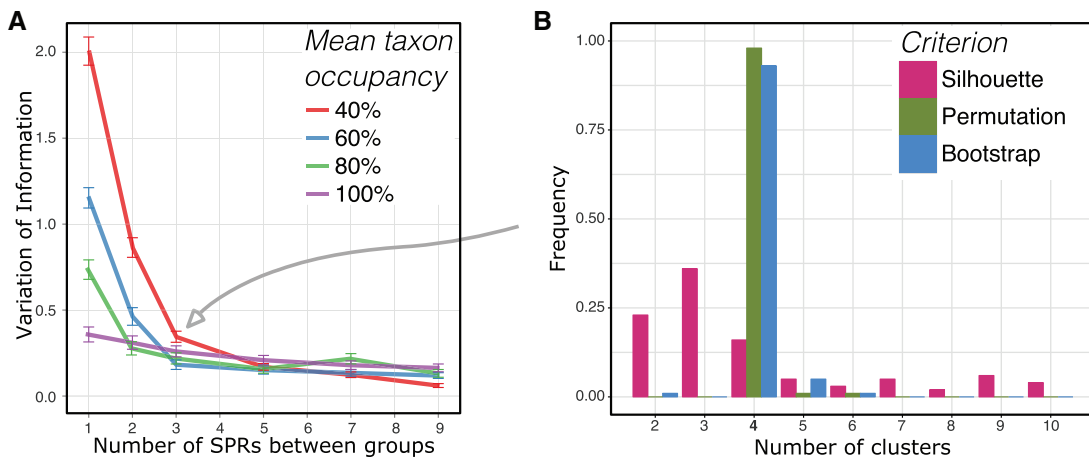 A
Variation of Information
2.0
1.5
1.0
0.5
0.0
Mean taxon
occupancy
40%
60%
80%
100%
1 2 3 4 5 6 7 8 9
Number of SPRs between groups
B
Frequency
1.00
0.75
0.50
0.25
0.00
Criterion
Silhouette
Permutation
Bootstrap
2 3 4 5 6 7 8 9 10
Number of clusters